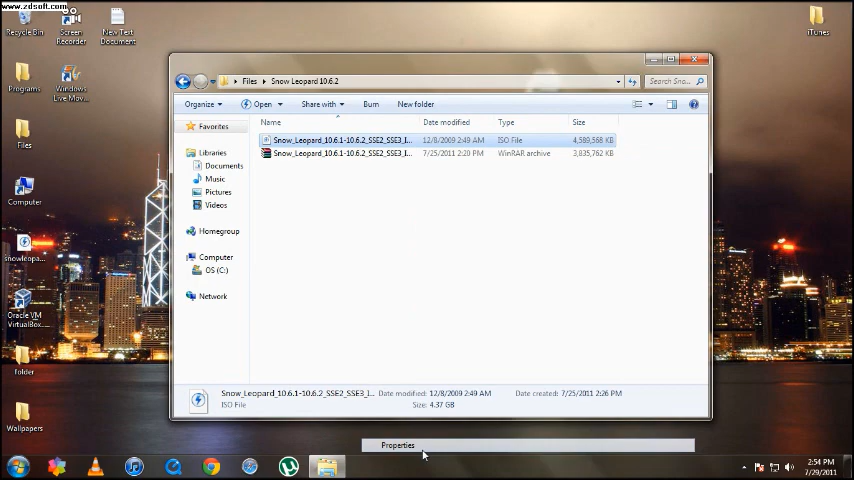 www.zdsoft.com
Recycle Bin
Screen
Recorder
New Text
Document
iTunes
Programs
Windows
Live Mov...
Files
Computer
snowleopa...
Oracle VM
VirtualBox
folder
Wallpapers
Files
Snow Leopard 10.6.2
Search Sno...
Organize
Open
Share with
Burn
New folder
Name
Date modified
Type
Size
Snow_Leopard_10.6.1-10.6.2_SSE2_SSE3_I...
12/8/2009 2:49 AM
ISO File
4,589,568 KB
Snow_Leopard_10.6.1-10.6.2_SSE2_SSE3_I...
7/25/2011 2:20 PM
WinRAR archive
3,835,762 KB
Favorites
Libraries
Documents
Music
Pictures
Videos
Homegroup
Computer
OS (C:)
Network
Snow_Leopard_10.6.1-10.6.2_SSE2_SSE3_I...
Date modified: 12/8/2009 2:49 AM
Date created: 7/25/2011 2:26 PM
ISO File
Size: 4.37 GB
Properties
2:54 PM
7/29/2011